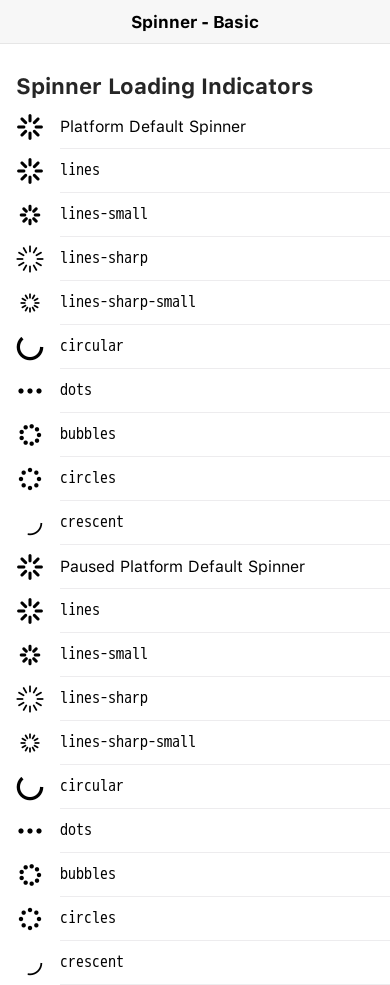 Spinner - Basic
Spinner Loading Indicators
Platform Default Spinner
lines
lines-small
lines-sharp
lines-sharp-small
circular
dots
bubbles
circles
crescent
Paused Platform Default Spinner
lines
lines-small
lines-sharp
lines-sharp-small
circular
dots
bubbles
circles
crescent